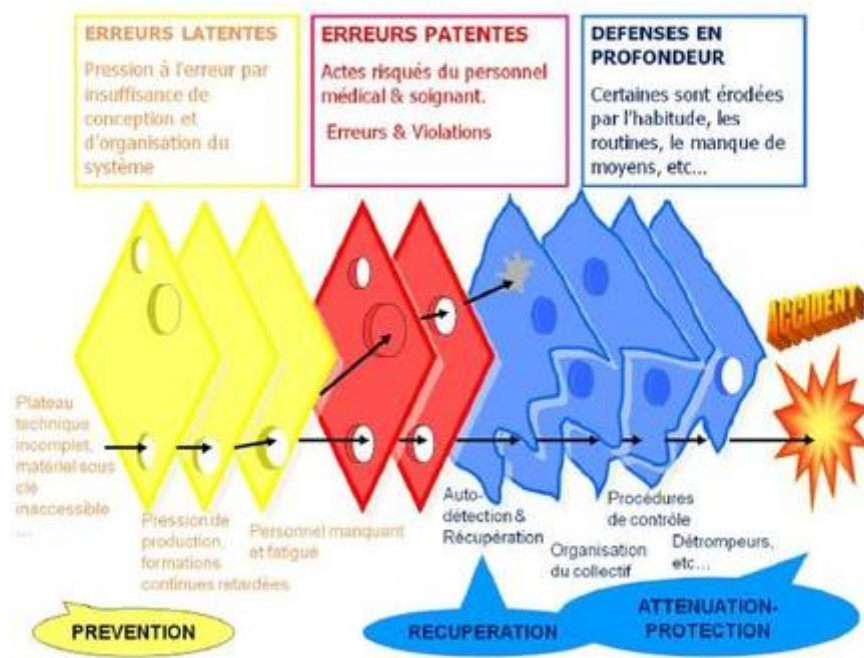 ERREURS LATENTES
Pression à l'erreur par
insuffisance de
conception et
d'organisation du
système
ERREURS PATENTES
Actes risqués du personnel
médical & soignant.
Erreurs & Violations
DEFENSES EN
PROFONDEUR
Certaines sont érodées
par l'habitude, les
routines, le manque de
moyens, etc...
ACCIDENT
Plateau
technique
incomplet,
matériel sous
clé
inaccessible
...
Pression de
production,
formations
continues retardées
Personnel manquant
et fatigué
Auto-
détection &
Récupération
Organisation
du collectif
Procédures
de contrôle
Détrompeurs,
etc...
PREVENTION
RECUPERATION
ATTENUATION-
PROTECTION